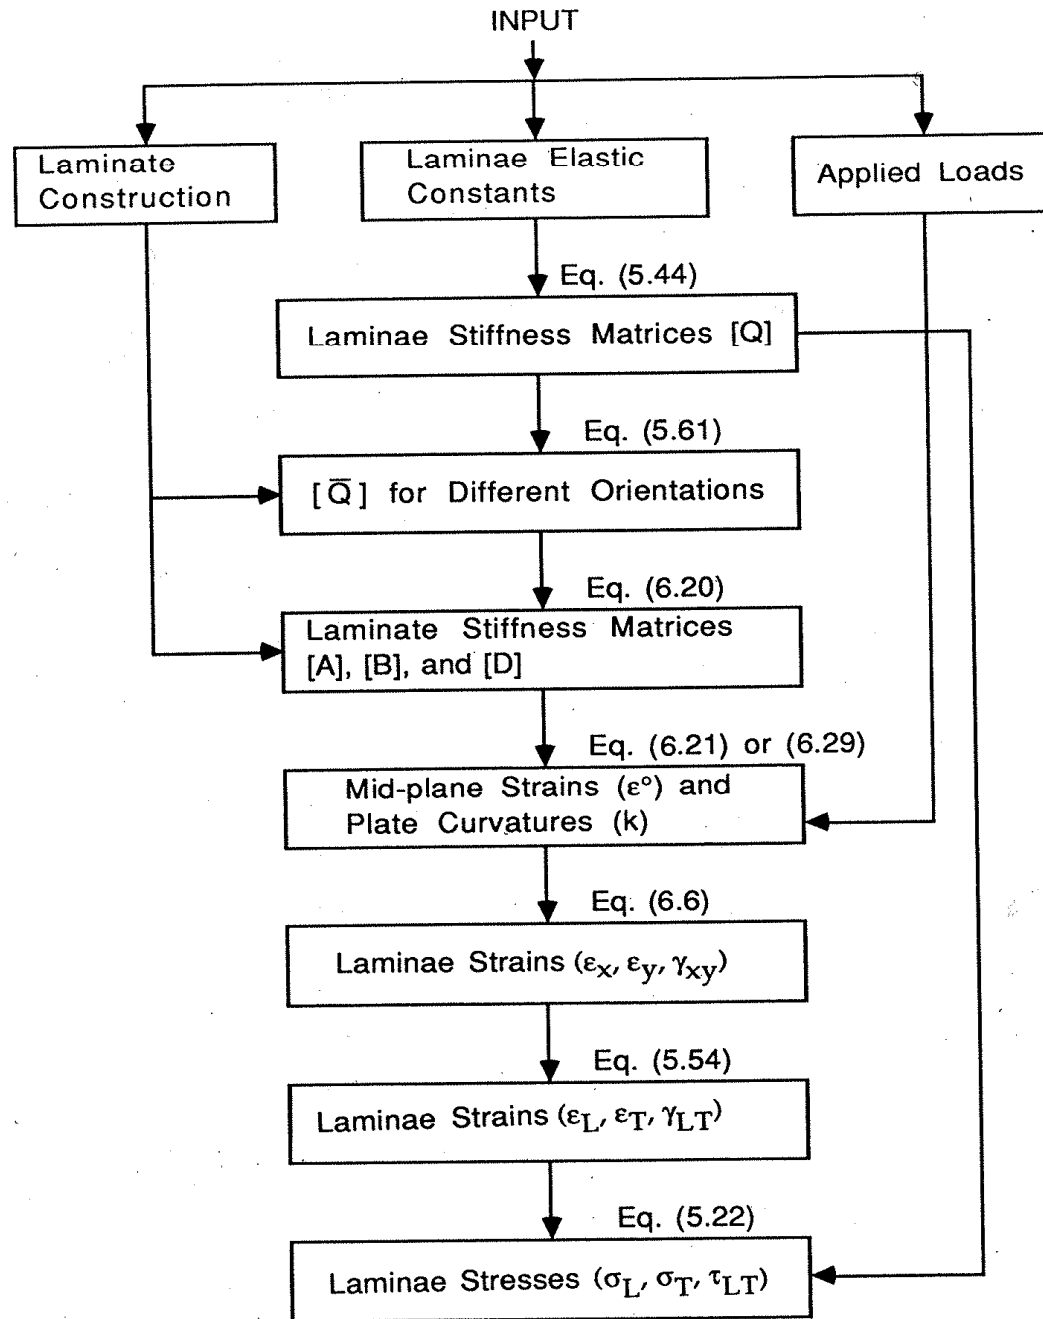 INPUT
Laminate
Construction
Laminae Elastic
Constants
Applied Loads
Eq. (5.44)
Laminae Stiffness Matrices [Q]
Eq. (5.61)
[Q̅] for Different Orientations
Eq. (6.20)
Laminate Stiffness Matrices
[A], [B], and [D]
Eq. (6.21) or (6.29)
Mid-plane Strains (ε°) and
Plate Curvatures (k)
Eq. (6.6)
Laminae Strains (εx, εy, γxy)
Eq. (5.54)
Laminae Strains (εL, εT, γLT)
Eq. (5.22)
Laminae Stresses (σL, σT, τLT)